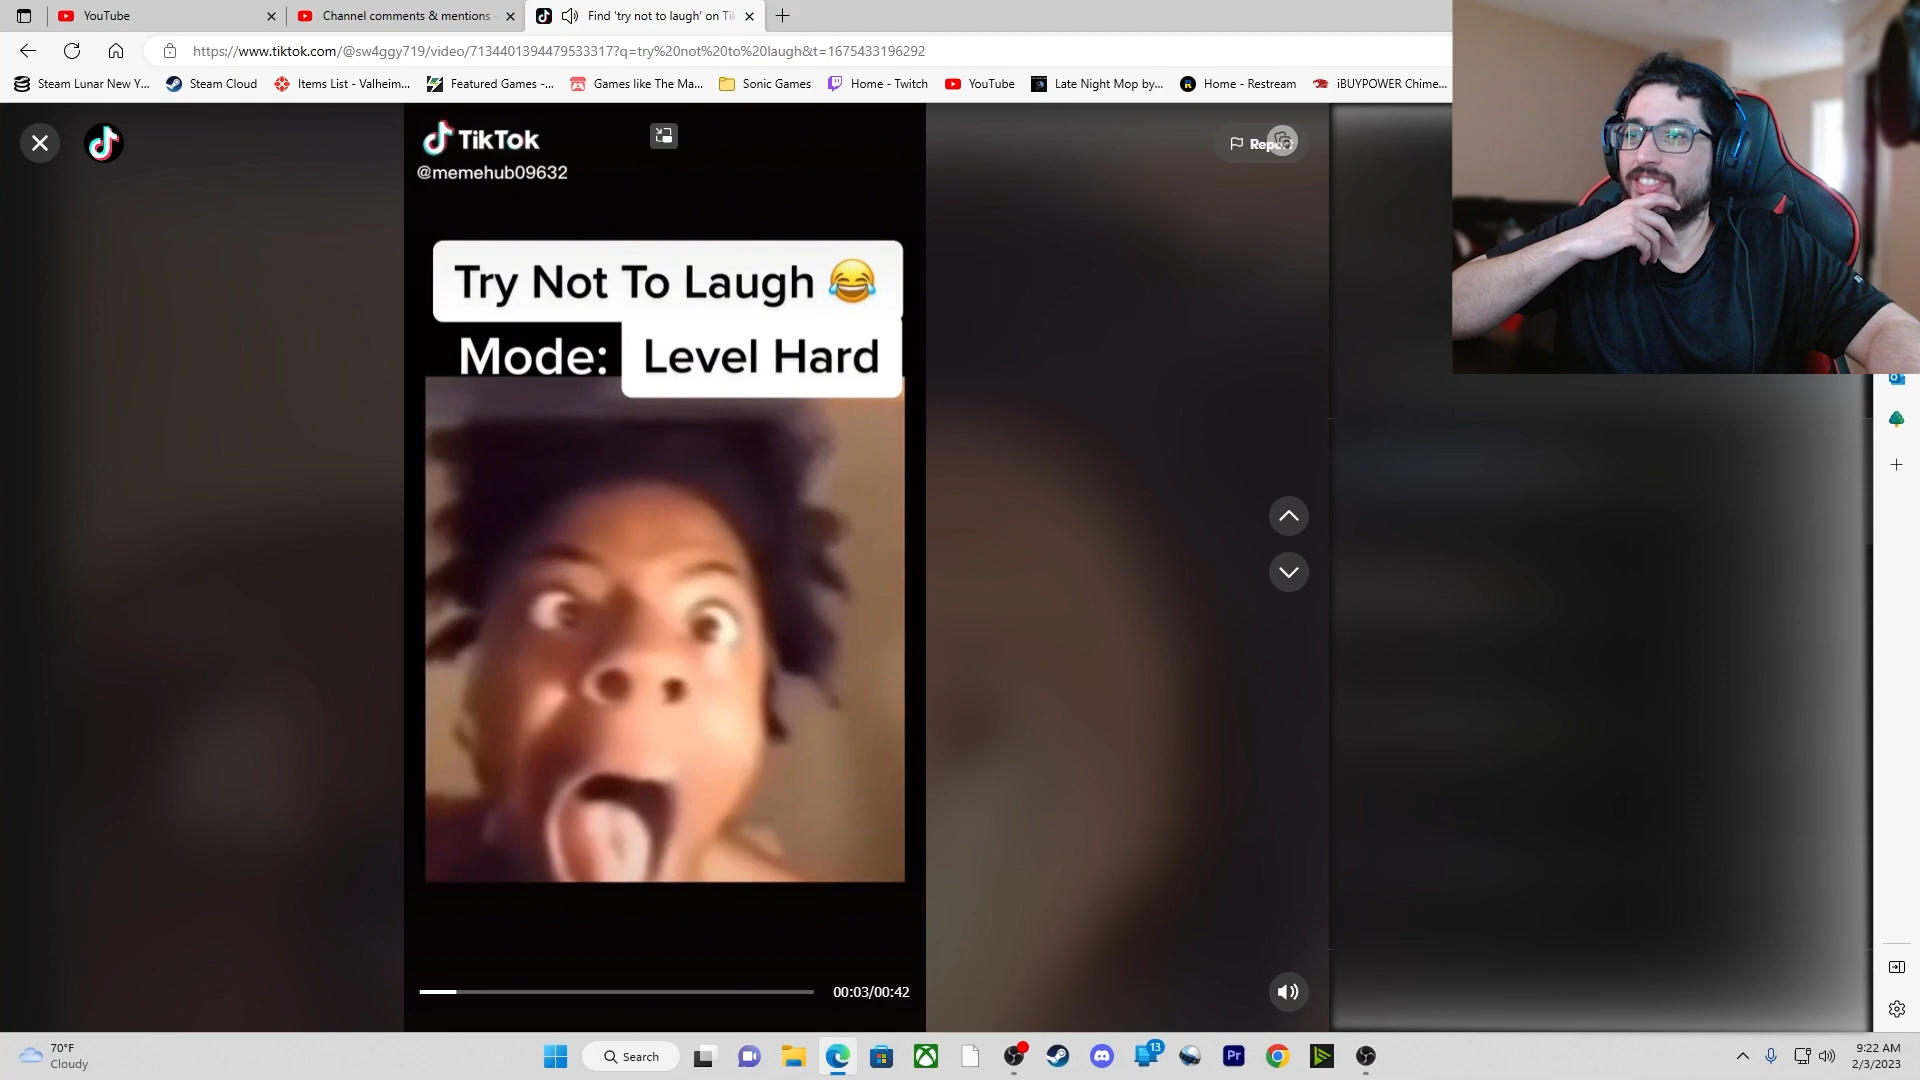 YouTube
Channel comments & mentions
Find 'try not to laugh' on Ti
https://www.tiktok.com/@sw4ggy719/video/7134401394479533317?q=try%20not%20to%20laugh&t=1675433196292
Steam Lunar New Y...
Steam Cloud
Items List - Valheim...
Featured Games -...
Games like The Ma...
Sonic Games
Home - Twitch
YouTube
Late Night Mop by...
Home - Restream
iBUYPOWER Chime...
TikTok
@memehub09632
Report
Try Not To Laugh 😂
Mode: Level Hard
00:03/00:42
70°F
Cloudy
Search
13
Pr
9:22 AM
2/3/2023